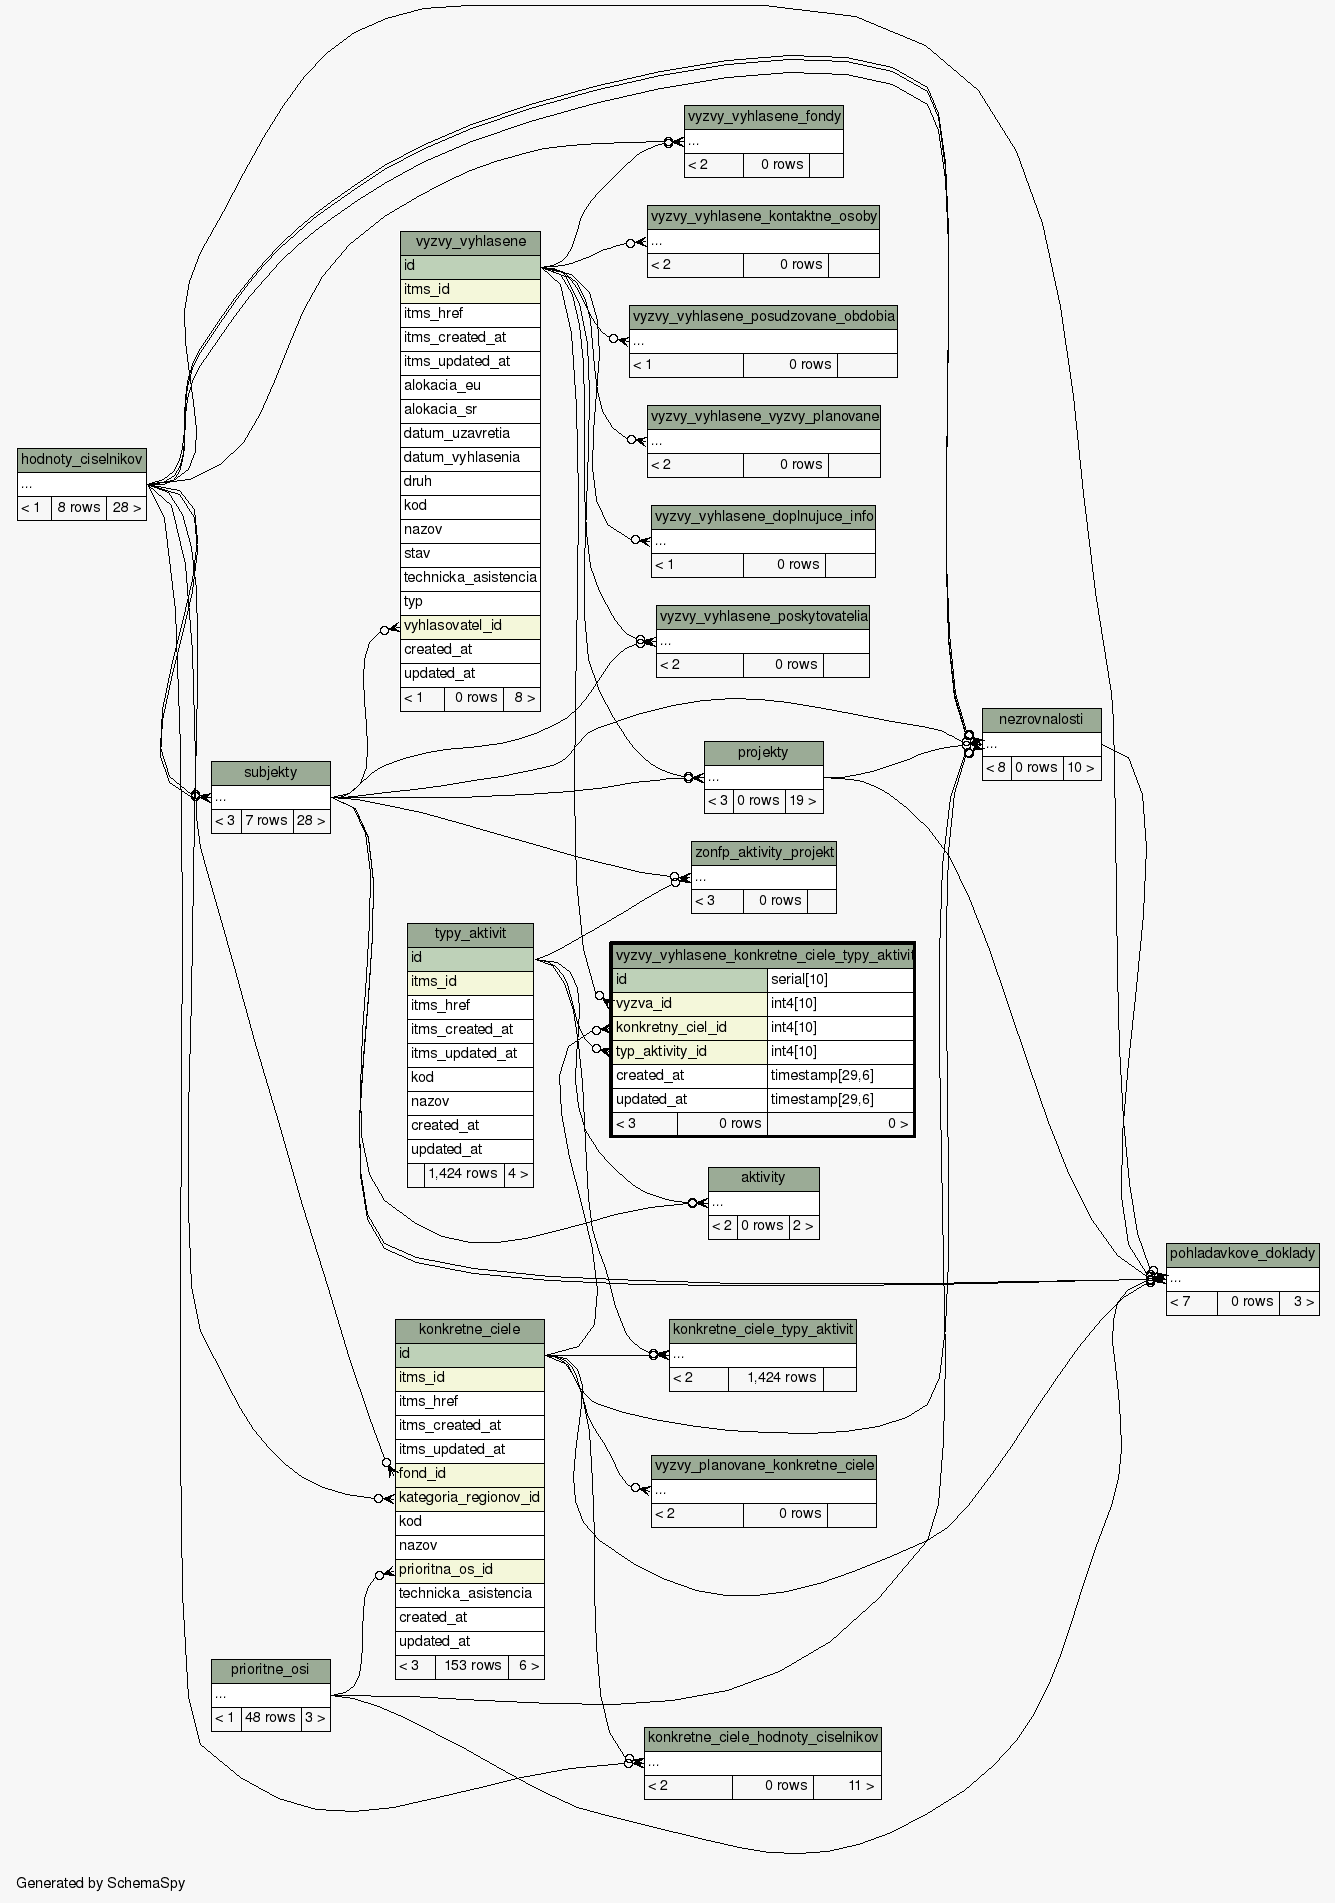 vyzvy_vyhlasene_fondy
...
< 2 0 rows
vyzvy_vyhlasene_kontaktne_osoby
...
< 2 0 rows
vyzvy_vyhlasene
id
itms_id
itms_href
itms_created_at
itms_updated_at
alokacia_eu
alokacia_sr
datum_uzavretia
datum_vyhlasenia
druh
kod
nazov
stav
technicka_asistencia
typ
vyhlasovatel_id
created_at
updated_at
< 1 0 rows 8 >
vyzvy_vyhlasene_posudzovane_obdobia
...
< 1 0 rows
vyzvy_vyhlasene_vyzvy_planovane
...
< 2 0 rows
hodnoty_ciselnikov
...
< 1 8 rows 28 >
vyzvy_vyhlasene_doplnujuce_info
...
< 1 0 rows
vyzvy_vyhlasene_poskytovatelia
...
< 2 0 rows
nezrovnalosti
...
< 8 0 rows 10 >
projekty
...
< 3 0 rows 19 >
subjekty
...
< 3 7 rows 28 >
zonfp_aktivity_projekt
...
< 3 0 rows
typy_aktivit
id
itms_id
itms_href
itms_created_at
itms_updated_at
kod
nazov
created_at
updated_at
1,424 rows 4 >
vyzvy_vyhlasene_konkretne_ciele_typy_aktivit
id serial[10]
vyzva_id int4[10]
konkretny_ciel_id int4[10]
typ_aktivity_id int4[10]
created_at timestamp[29,6]
updated_at timestamp[29,6]
< 3 0 rows 0 >
aktivity
...
< 2 0 rows 2 >
pohladavkove_doklady
...
< 7 0 rows 3 >
konkretne_ciele
id
itms_id
itms_href
itms_created_at
itms_updated_at
fond_id
kategoria_regionov_id
kod
nazov
prioritna_os_id
technicka_asistencia
created_at
updated_at
< 3 153 rows 6 >
konkretne_ciele_typy_aktivit
...
< 2 1,424 rows
vyzvy_planovane_konkretne_ciele
...
< 2 0 rows
prioritne_osi
...
< 1 48 rows 3 >
konkretne_ciele_hodnoty_ciselnikov
...
< 2 0 rows 11 >
Generated by SchemaSpy